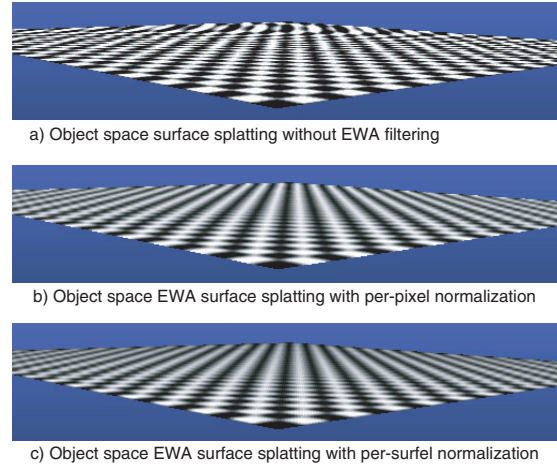 a) Object space surface splatting without EWA filtering
b) Object space EWA surface splatting with per-pixel normalization
c) Object space EWA surface splatting with per-surfel normalization